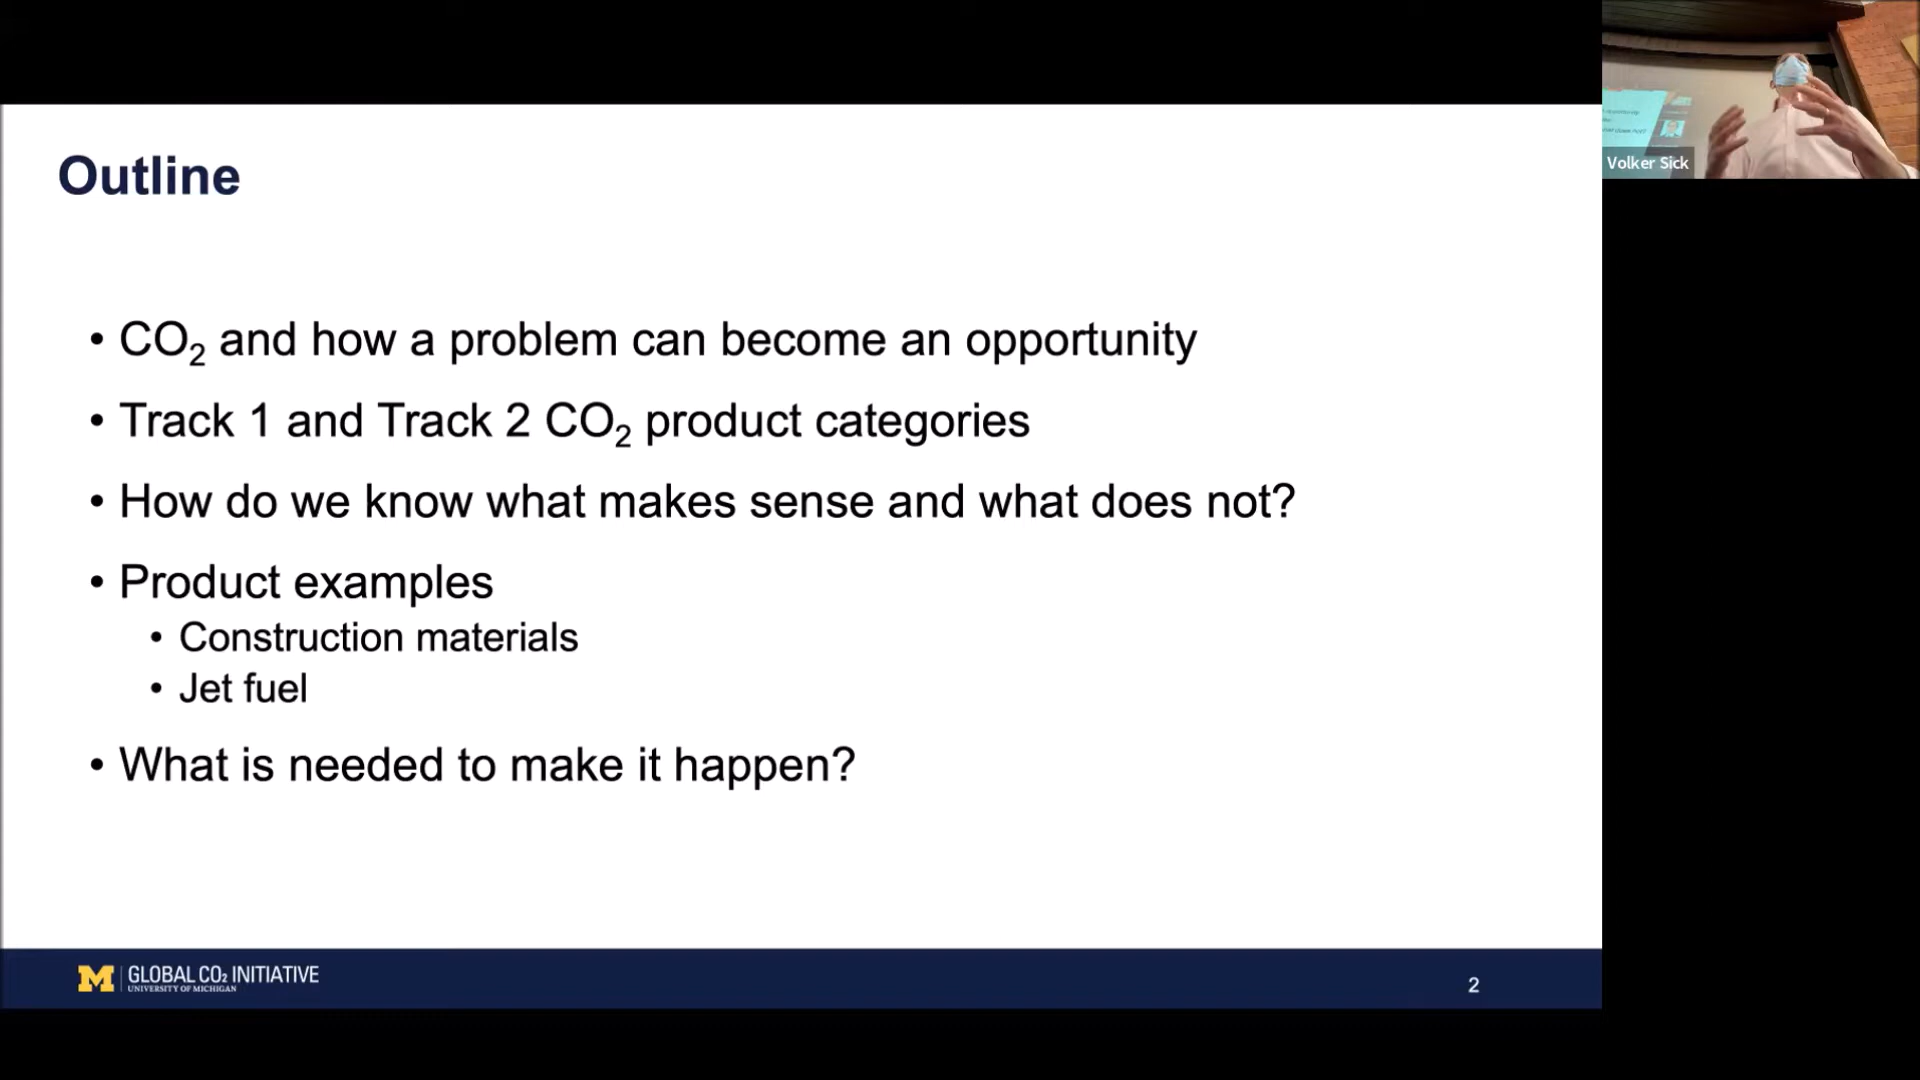 Outline
• CO₂ and how a problem can become an opportunity
• Track 1 and Track 2 CO₂ product categories
• How do we know what makes sense and what does not?
• Product examples
• Construction materials
• Jet fuel
• What is needed to make it happen?
M GLOBAL CO₂ INITIATIVE
UNIVERSITY OF MICHIGAN
2
Volker Sick